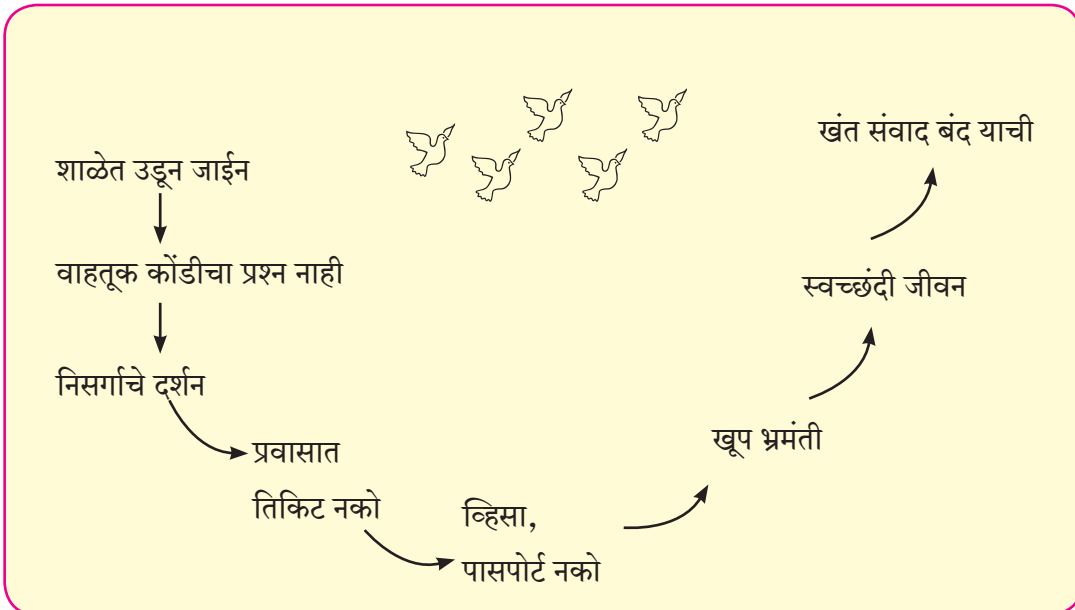 शाळेत उडून जाईन
वाहतूक कोंडीचा प्रश्न नाही
निसर्गाचे दर्शन
प्रवासात
तिकिट नको
व्हिसा,
पासपोर्ट नको
खूप भ्रमंती
स्वच्छंदी जीवन
खंत संवाद बंद याची